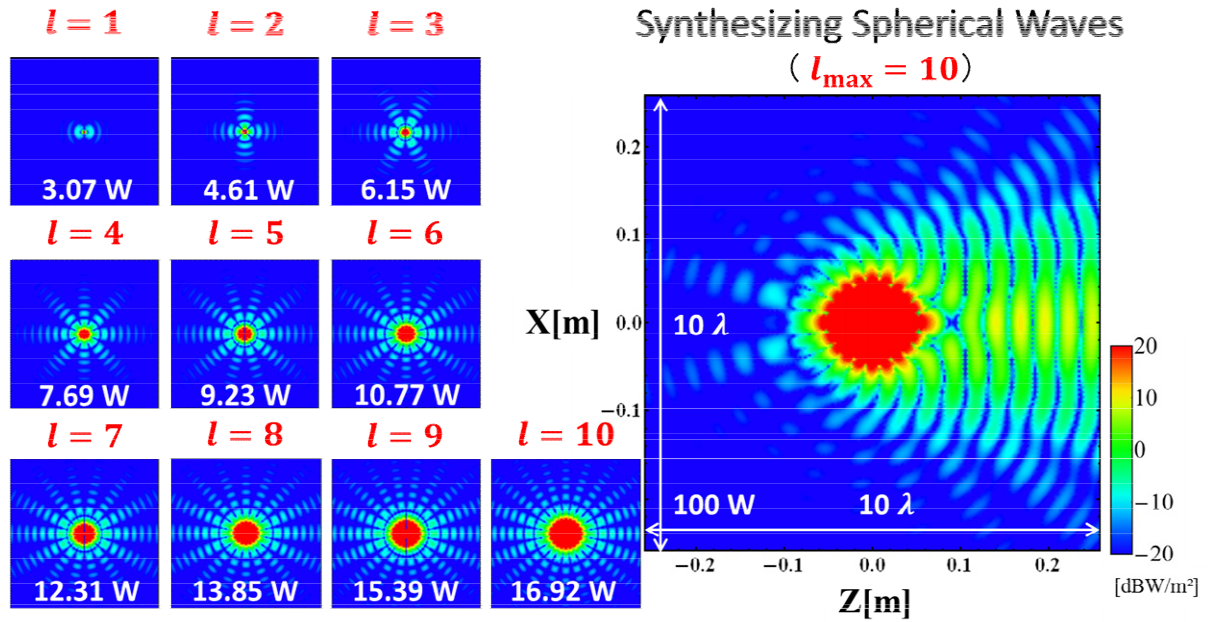 l = 1 l = 2 l = 3
3.07 W 4.61 W 6.15 W
l = 4 l = 5 l = 6
7.69 W 9.23 W 10.77 W
l = 7 l = 8 l = 9 l = 10
12.31 W 13.85 W 15.39 W 16.92 W
Synthesizing Spherical Waves
( l_max = 10 )
0.2
0.1
X[m] 0.0
−0.1
10 λ
100 W 10 λ
−0.2 −0.1 0.0 0.1 0.2
Z[m]
20
10
0
−10
−20
[dBW/m²]